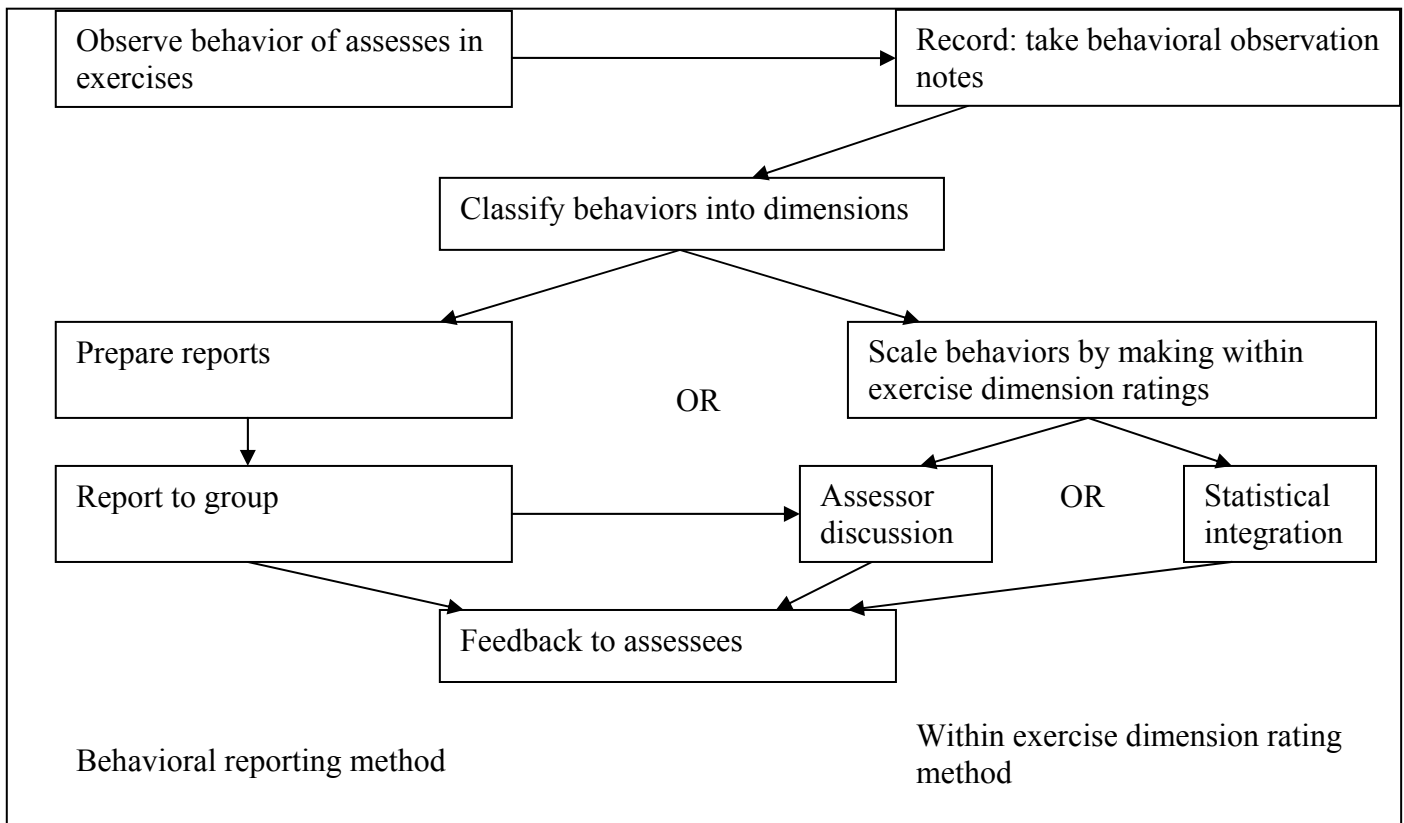 Observe behavior of assesses in
exercises
Record: take behavioral observation
notes
Classify behaviors into dimensions
Prepare reports
Scale behaviors by making within
exercise dimension ratings
OR
Report to group
Assessor
discussion
OR
Statistical
integration
Feedback to assessees
Behavioral reporting method
Within exercise dimension rating
method